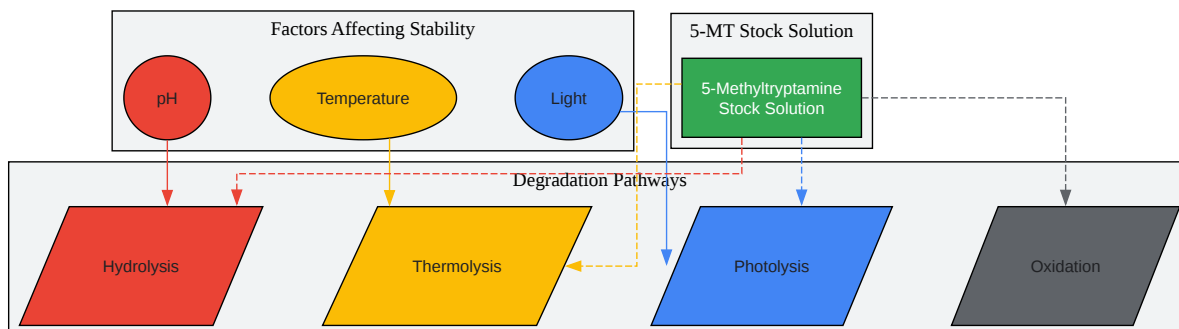 Factors Affecting Stability
5-MT Stock Solution
pH
Temperature
Light
5-Methyltryptamine
Stock Solution
Degradation Pathways
Hydrolysis
Thermolysis
Photolysis
Oxidation